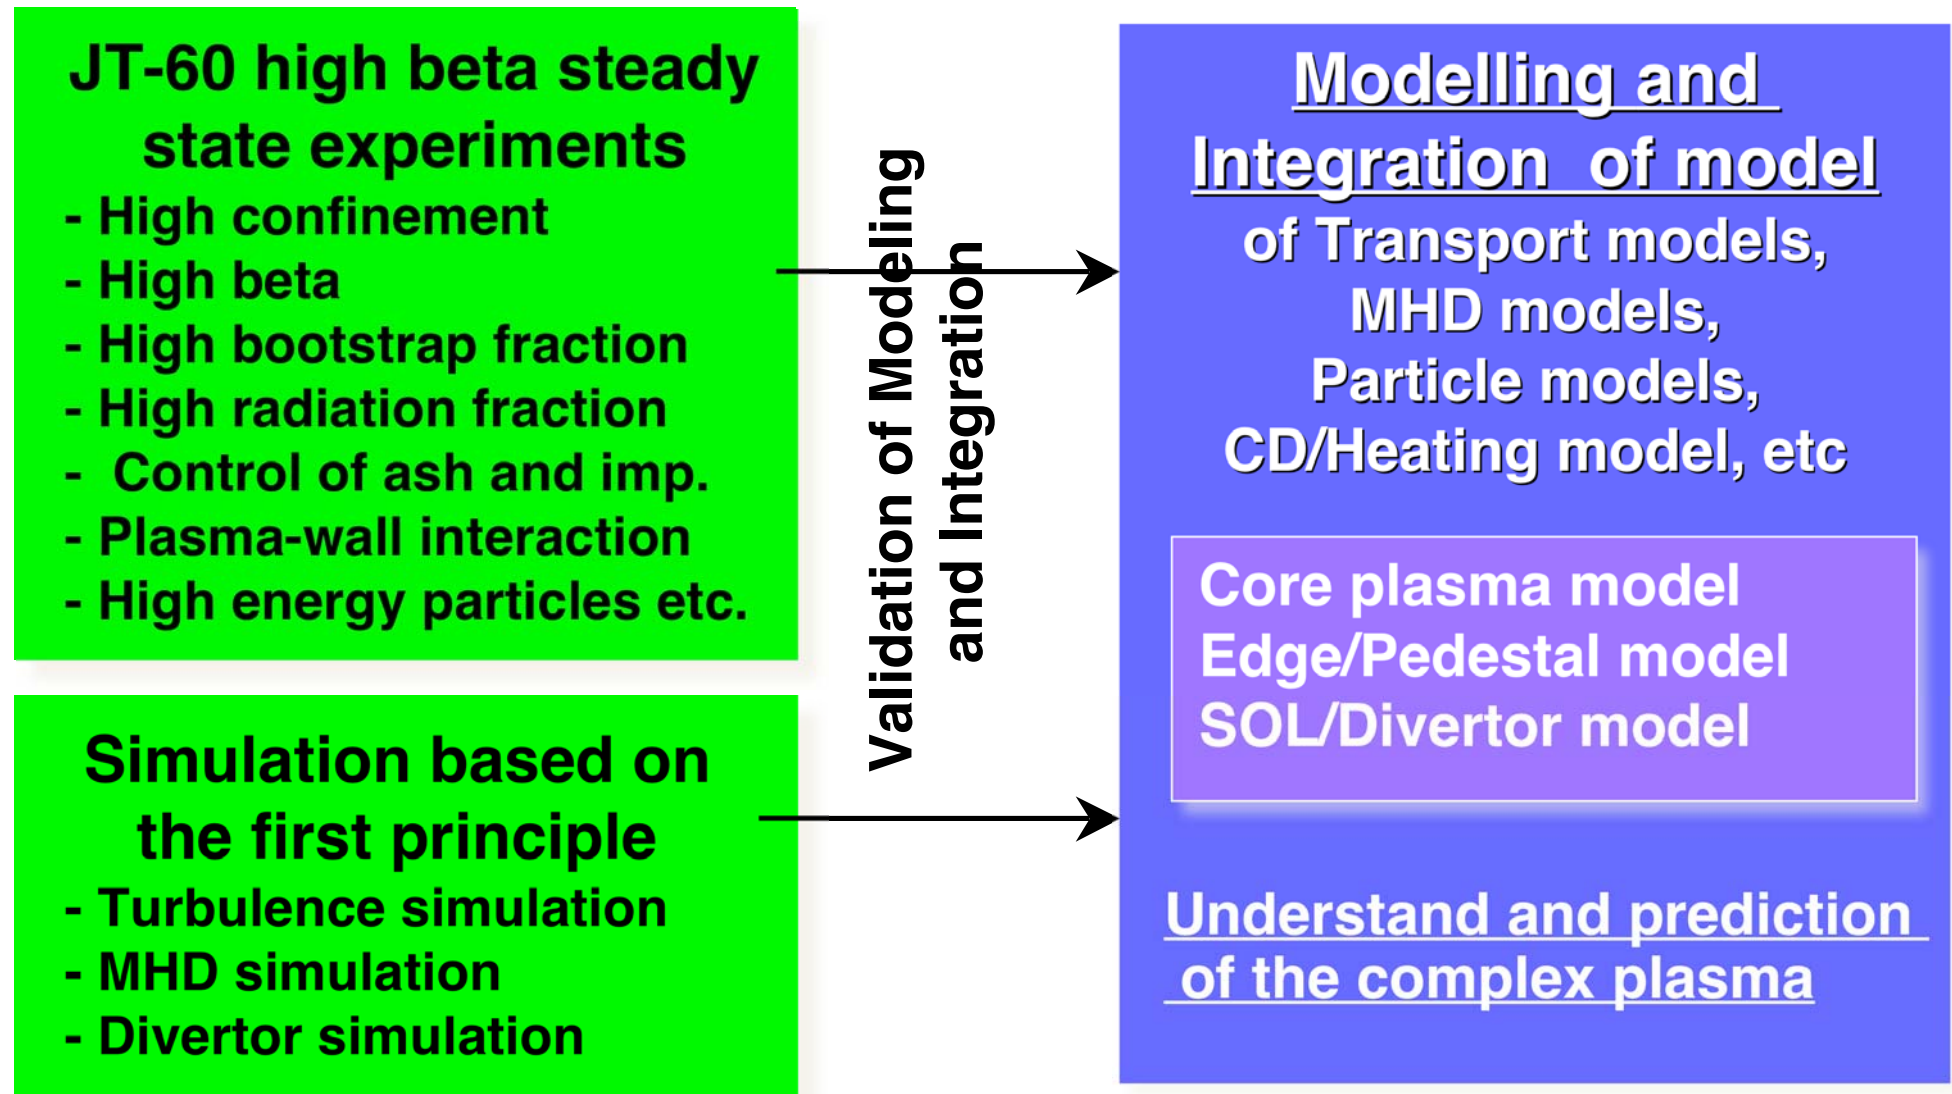 JT-60 high beta steady
state experiments
- High confinement
- High beta
- High bootstrap fraction
- High radiation fraction
- Control of ash and imp.
- Plasma-wall interaction
- High energy particles etc.
Simulation based on
the first principle
- Turbulence simulation
- MHD simulation
- Divertor simulation
Validation of Modeling
and Integration
Modelling and
Integration of model
of Transport models,
MHD models,
Particle models,
CD/Heating model, etc
Core plasma model
Edge/Pedestal model
SOL/Divertor model
Understand and prediction
of the complex plasma